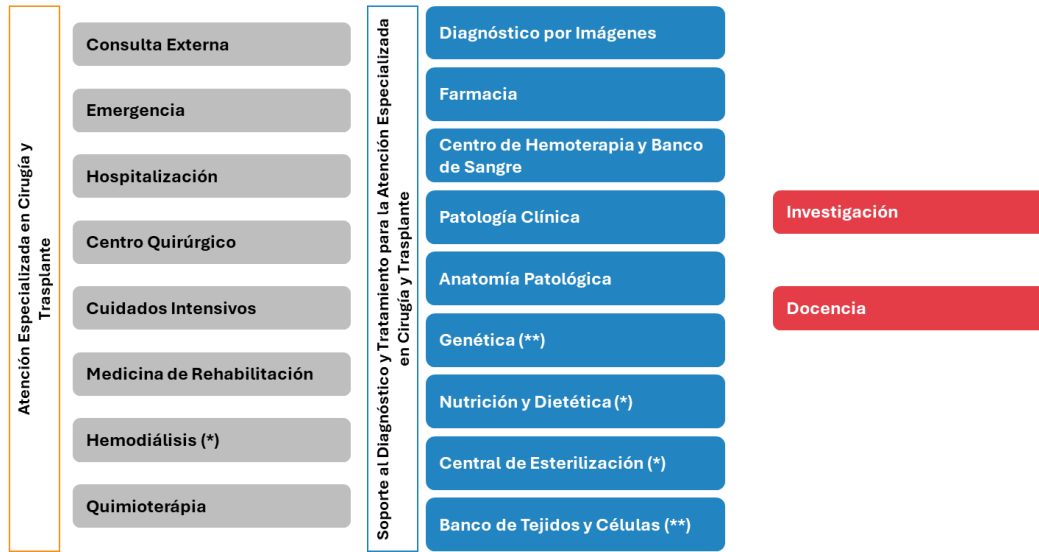 Atención Especializada en Cirugía y
Trasplante
Consulta Externa
Emergencia
Hospitalización
Centro Quirúrgico
Cuidados Intensivos
Medicina de Rehabilitación
Hemodiálisis (*)
Quimioterápia
Soporte al Diagnóstico y Tratamiento para la Atención Especializada
en Cirugía y Trasplante
Diagnóstico por Imágenes
Farmacia
Centro de Hemoterapia y Banco
de Sangre
Patología Clínica
Anatomía Patológica
Genética (**)
Nutrición y Dietética (*)
Central de Esterilización (*)
Banco de Tejidos y Células (**)
Investigación
Docencia